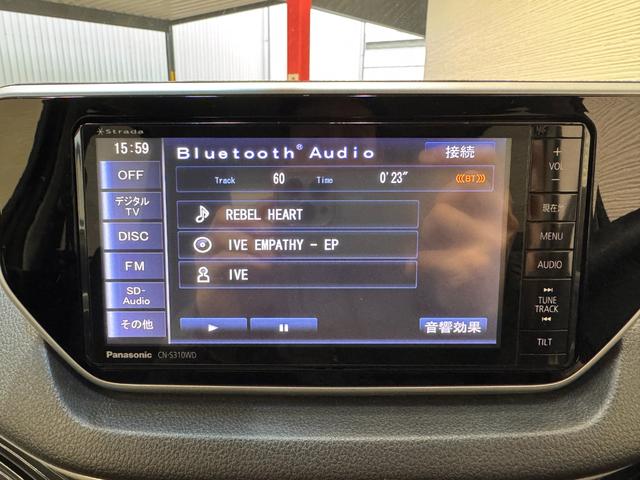 Strada
15:59
Bluetooth® Audio
接続
OFF
Track 60 Time 0'23"
BT
デジタル
TV
REBEL HEART
DISC
IVE EMPATHY - EP
FM
IVE
SD-
Audio
その他
音響効果
Panasonic CN-S310WD
+
VOL
-
現在地
MENU
AUDIO
TUNE
TRACK
TILT